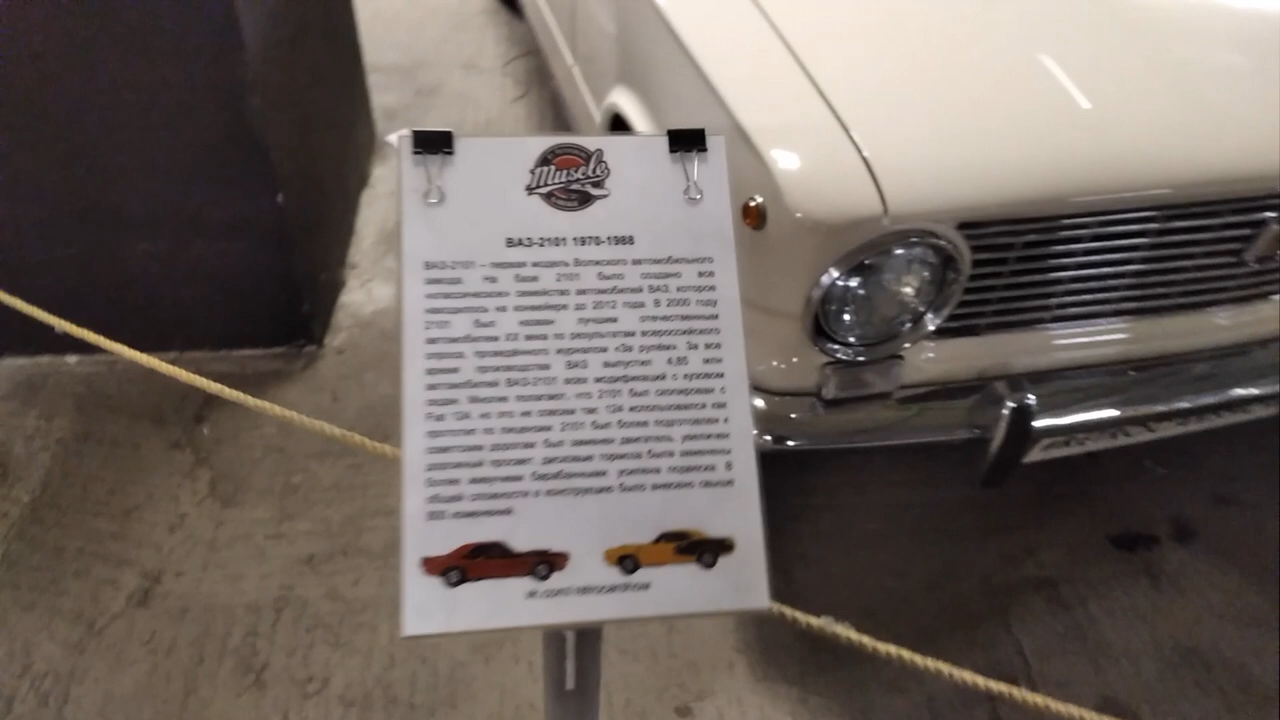 Muscle
GARAGE
ВАЗ-2101 1970-1988
ВАЗ-2101 – первая модель Волжского автомобильного
завода. На базе 2101 было создано все
«классическое» семейство автомобилей ВАЗ, которое
находилось на конвейере до 2012 года. В 2000 году
2101 был назван лучшим отечественным
автомобилем XX века по результатам всероссийского
опроса, проведённого журналом «За рулём». За все
время производства ВАЗ выпустил 4,85 млн
автомобилей ВАЗ-2101 всех модификаций с кузовом
седан. Многие полагают, что 2101 был скопирован с
Fiat 124, но это не совсем так: 124 использовался как
прототип по лицензии. 2101 был более подготовлен к
советским дорогам: был заменен двигатель, увеличен
дорожный просвет, дисковые тормоза были заменены
более живучими барабанными, усилена подвеска. В
общей сложности в конструкцию было внесено свыше
800 изменений.
vk.com/retrocarshow